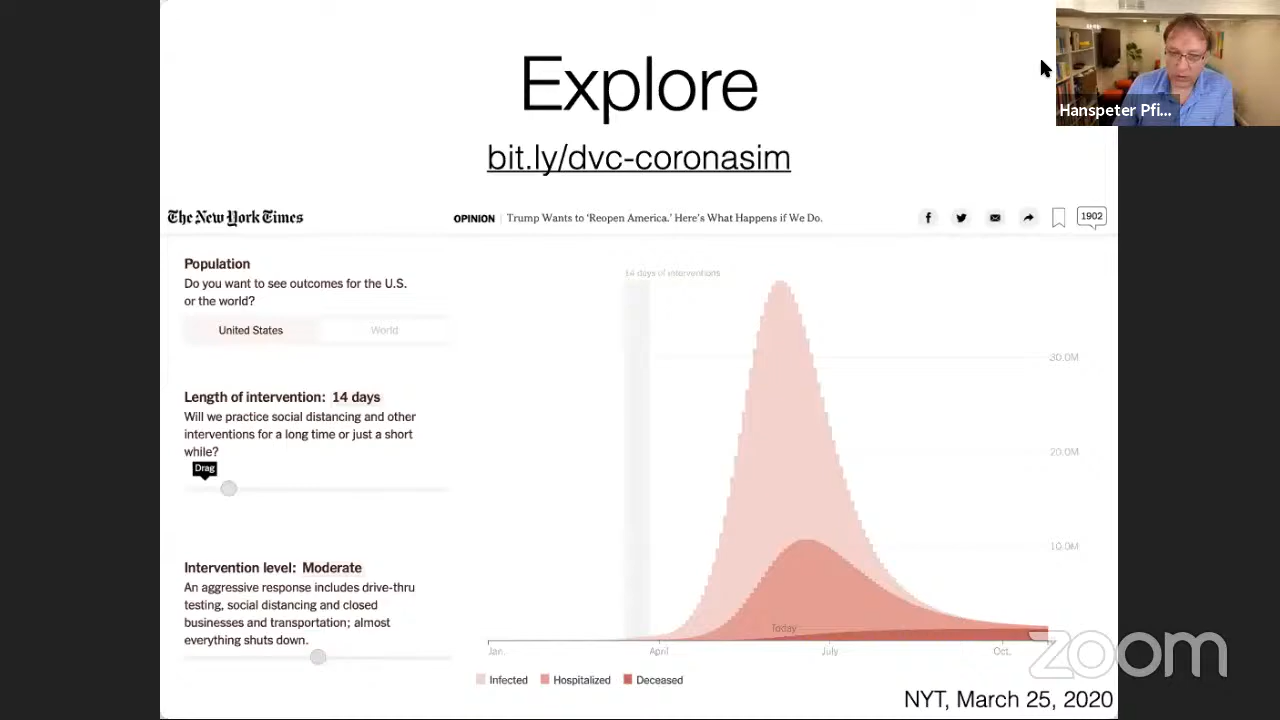 Explore
bit.ly/dvc-coronasim
Hanspeter Pfi...
The New York Times
OPINION | Trump Wants to ‘Reopen America.’ Here’s What Happens if We Do.
1902
Population
Do you want to see outcomes for the U.S.
or the world?
United States World
Length of intervention: 14 days
Will we practice social distancing and other
interventions for a long time or just a short
while?
Drag
Intervention level: Moderate
An aggressive response includes drive-thru
testing, social distancing and closed
businesses and transportation; almost
everything shuts down.
14 days of interventions
30.0M
20.0M
10.0M
Today
Jan. April July Oct.
Infected Hospitalized Deceased
zoom
NYT, March 25, 2020